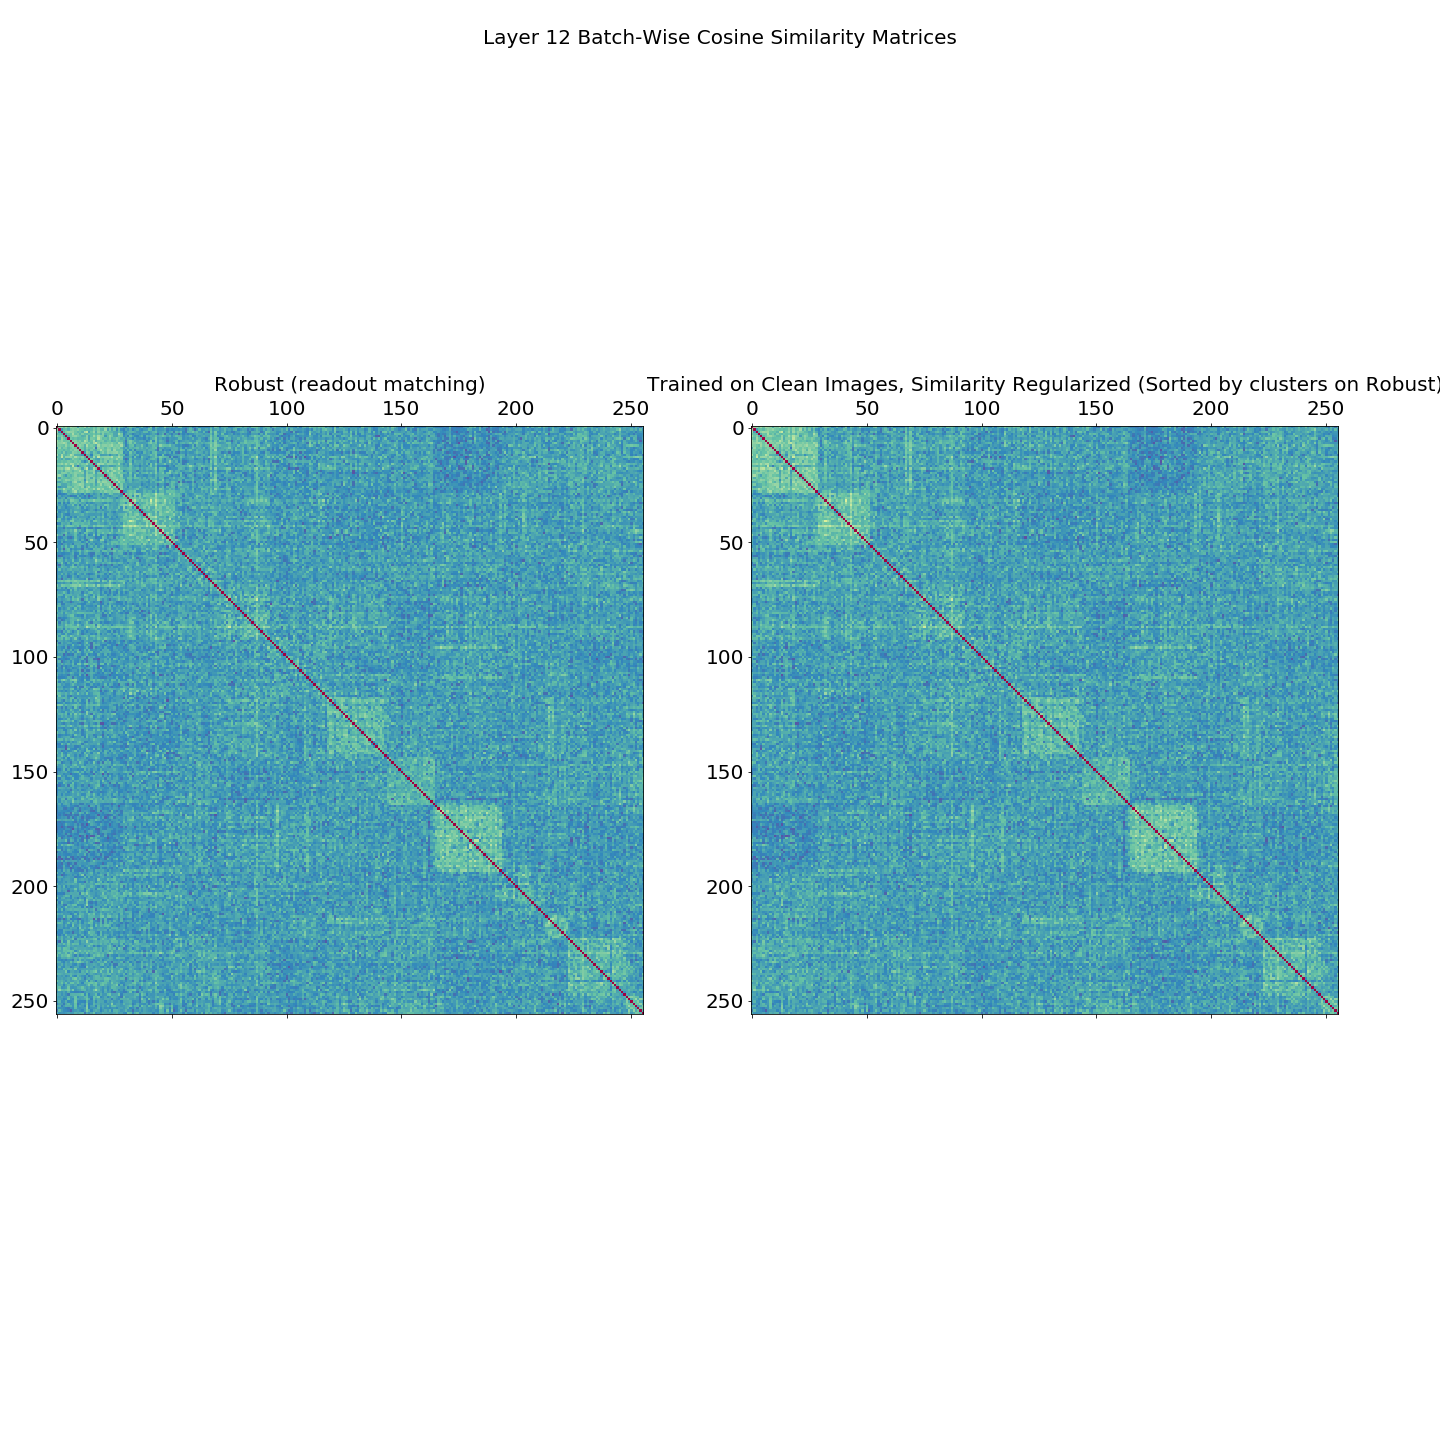 Layer 12 Batch-Wise Cosine Similarity Matrices
Robust (readout matching)
0 50 100 150 200 250
0
50
100
150
200
250
Trained on Clean Images, Similarity Regularized (Sorted by clusters on Robust)
0 50 100 150 200 250
0
50
100
150
200
250